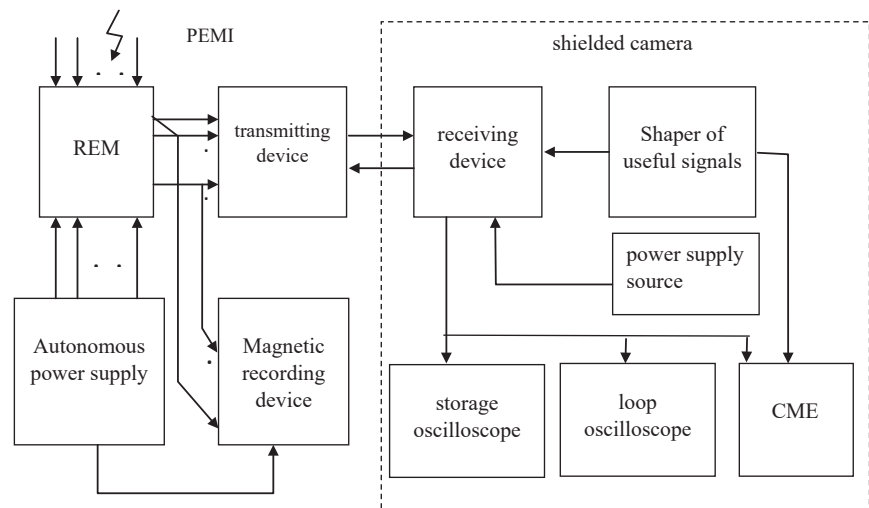 PEMI
shielded camera
REM
transmitting
device
receiving
device
Shaper of
useful signals
power supply
source
Autonomous
power supply
Magnetic
recording
device
storage
oscilloscope
loop
oscilloscope
CME